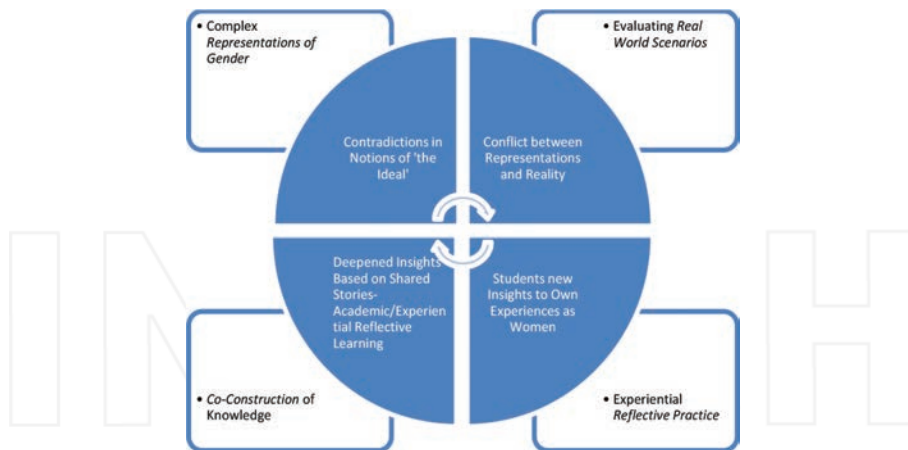 • Complex
Representations of
Gender
• Evaluating Real
World Scenarios
Contradictions in
Notions of 'the
Ideal'
Conflict between
Representations
and Reality
Deepened Insights
Based on Shared
Stories-
Academic/Experien
tial Reflective
Learning
Students new
Insights to Own
Experiences as
Women
• Co-Construction of
Knowledge
• Experiential
Reflective Practice